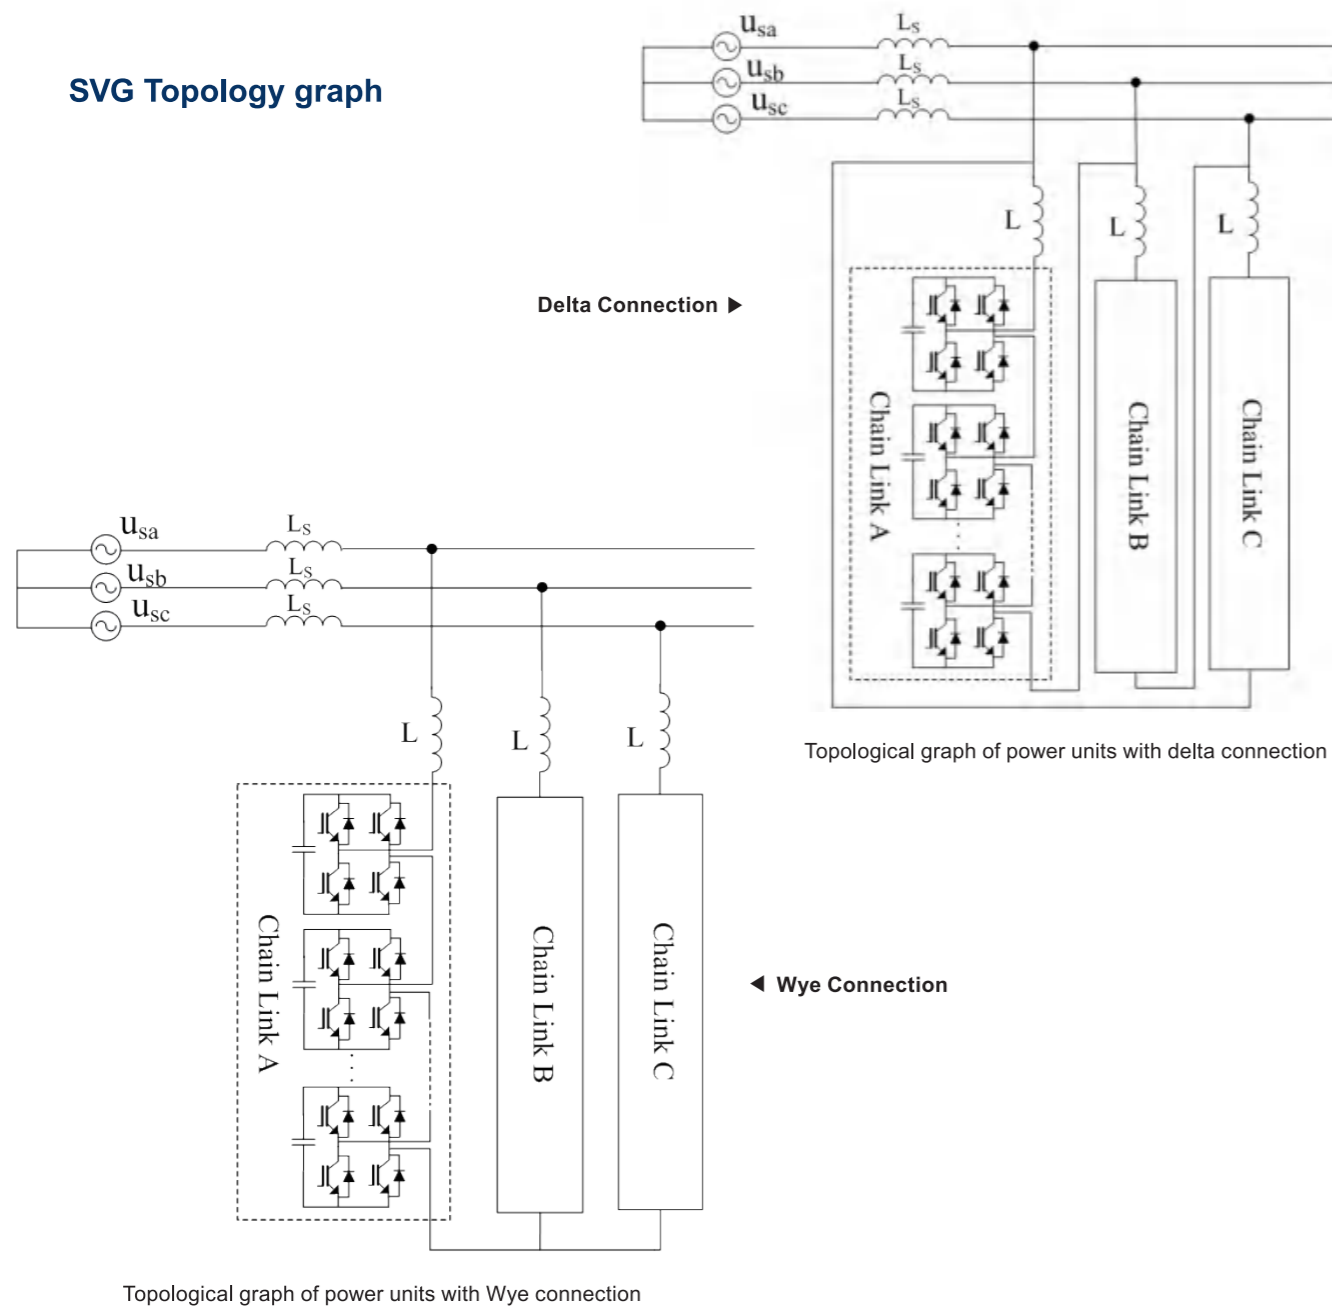 SVG Topology graph
usa
Ls
usb
Ls
usc
Ls
L
L
L
Delta Connection ▶
Chain Link A
Chain Link B
Chain Link C
Topological graph of power units with delta connection
usa
Ls
usb
Ls
usc
Ls
L
L
L
Chain Link A
Chain Link B
Chain Link C
◀ Wye Connection
Topological graph of power units with Wye connection